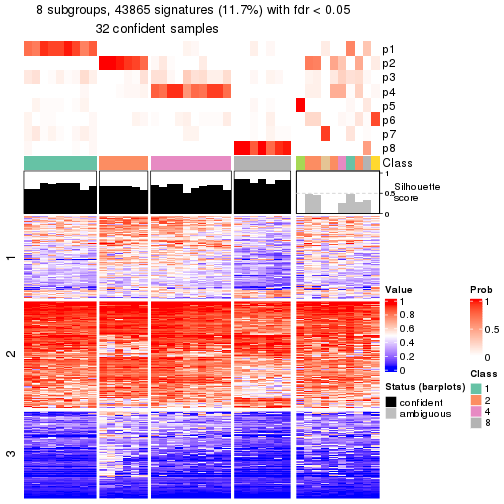 8 subgroups, 43865 signatures (11.7%) with fdr < 0.05
32 confident samples
p1
p2
p3
p4
p5
p6
p7
p8
Class
1
0.5
0
Silhouette
score
1
2
3
Value
1
0.8
0.6
0.4
0.2
0
Prob
1
0.5
0
Status (barplots)
confident
ambiguous
Class
1
2
4
8